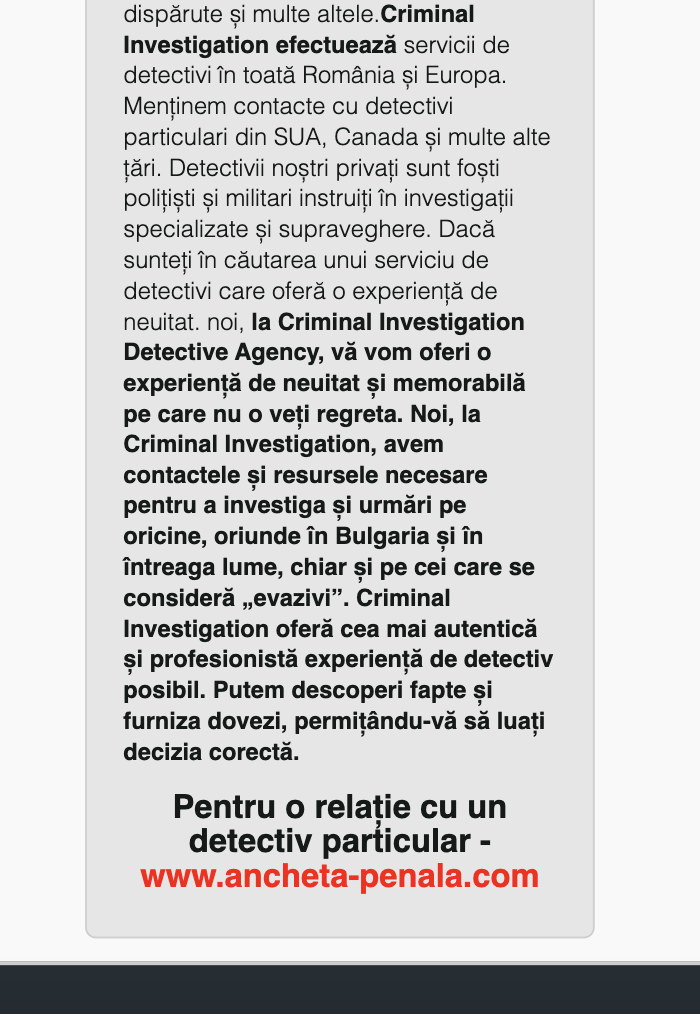 dispărute și multe altele.Criminal
Investigation efectuează servicii de
detectivi în toată România și Europa.
Menținem contacte cu detectivi
particulari din SUA, Canada și multe alte
țări. Detectivii noștri privați sunt foști
polițiști și militari instruiți în investigații
specializate și supraveghere. Dacă
sunteți în căutarea unui serviciu de
detectivi care oferă o experiență de
neuitat. noi, la Criminal Investigation
Detective Agency, vă vom oferi o
experiență de neuitat și memorabilă
pe care nu o veți regreta. Noi, la
Criminal Investigation, avem
contactele și resursele necesare
pentru a investiga și urmări pe
oricine, oriunde în Bulgaria și în
întreaga lume, chiar și pe cei care se
consideră „evazivi”. Criminal
Investigation oferă cea mai autentică
și profesionistă experiență de detectiv
posibil. Putem descoperi fapte și
furniza dovezi, permițându-vă să luați
decizia corectă.
Pentru o relație cu un
detectiv particular -
www.ancheta-penala.com